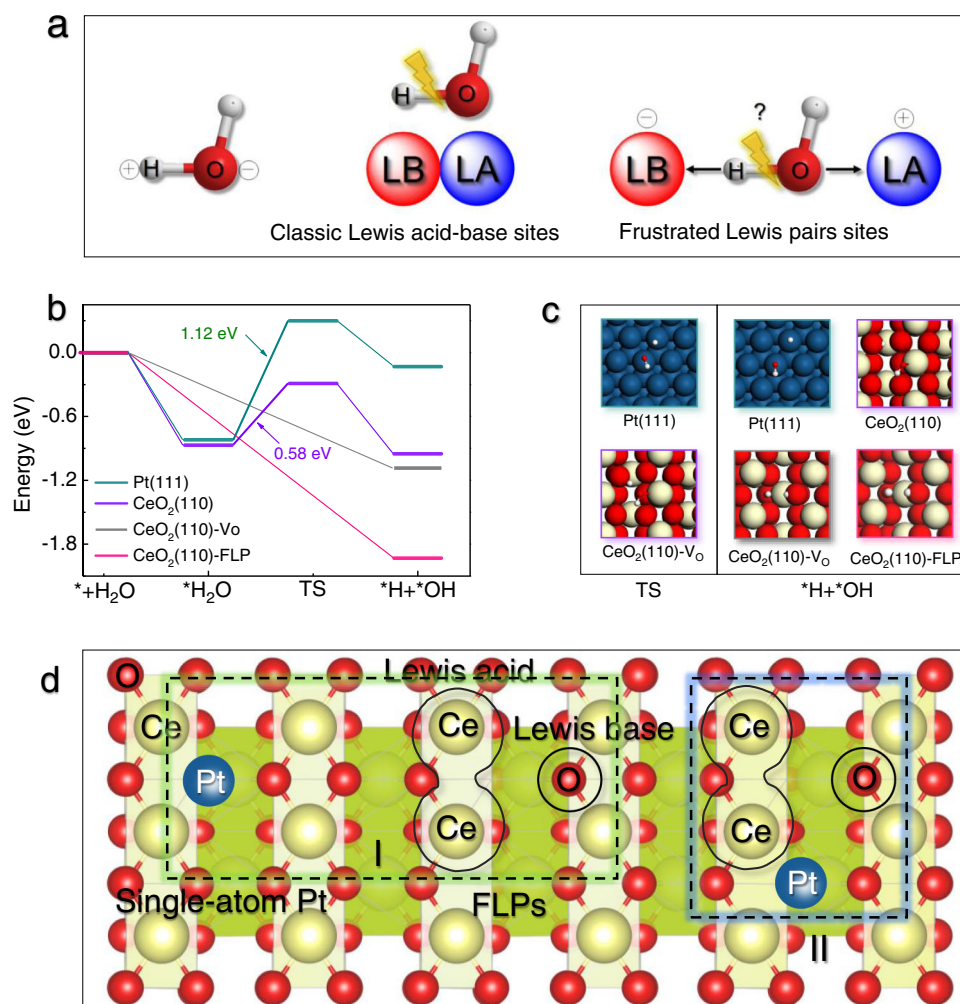 a
H O
⊕ ⊖
H O
LB LA
Classic Lewis acid-base sites
?
⊖ ⊕
LB H O LA
Frustrated Lewis pairs sites
b
Energy (eV)
0.0
-0.6
-1.2
-1.8
1.12 eV
0.58 eV
Pt(111)
CeO₂(110)
CeO₂(110)-Vo
CeO₂(110)-FLP
*+H₂O *H₂O TS *H+*OH
c
Pt(111) Pt(111) CeO₂(110)
CeO₂(110)-V₀ CeO₂(110)-V₀ CeO₂(110)-FLP
TS *H+*OH
d
O Lewis acid
Ce Ce Lewis base Ce
Pt O O
Ce Ce
I Pt
Single-atom Pt FLPs II